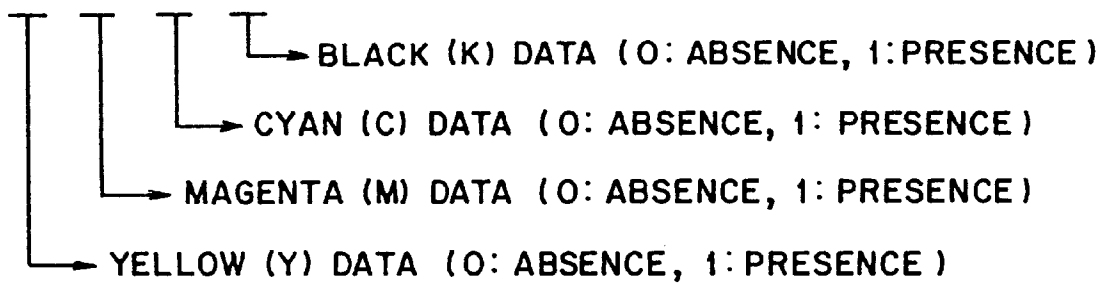 BLACK (K) DATA (0: ABSENCE, 1: PRESENCE)
CYAN (C) DATA (0: ABSENCE, 1: PRESENCE)
MAGENTA (M) DATA (0: ABSENCE, 1: PRESENCE)
YELLOW (Y) DATA (0: ABSENCE, 1: PRESENCE)